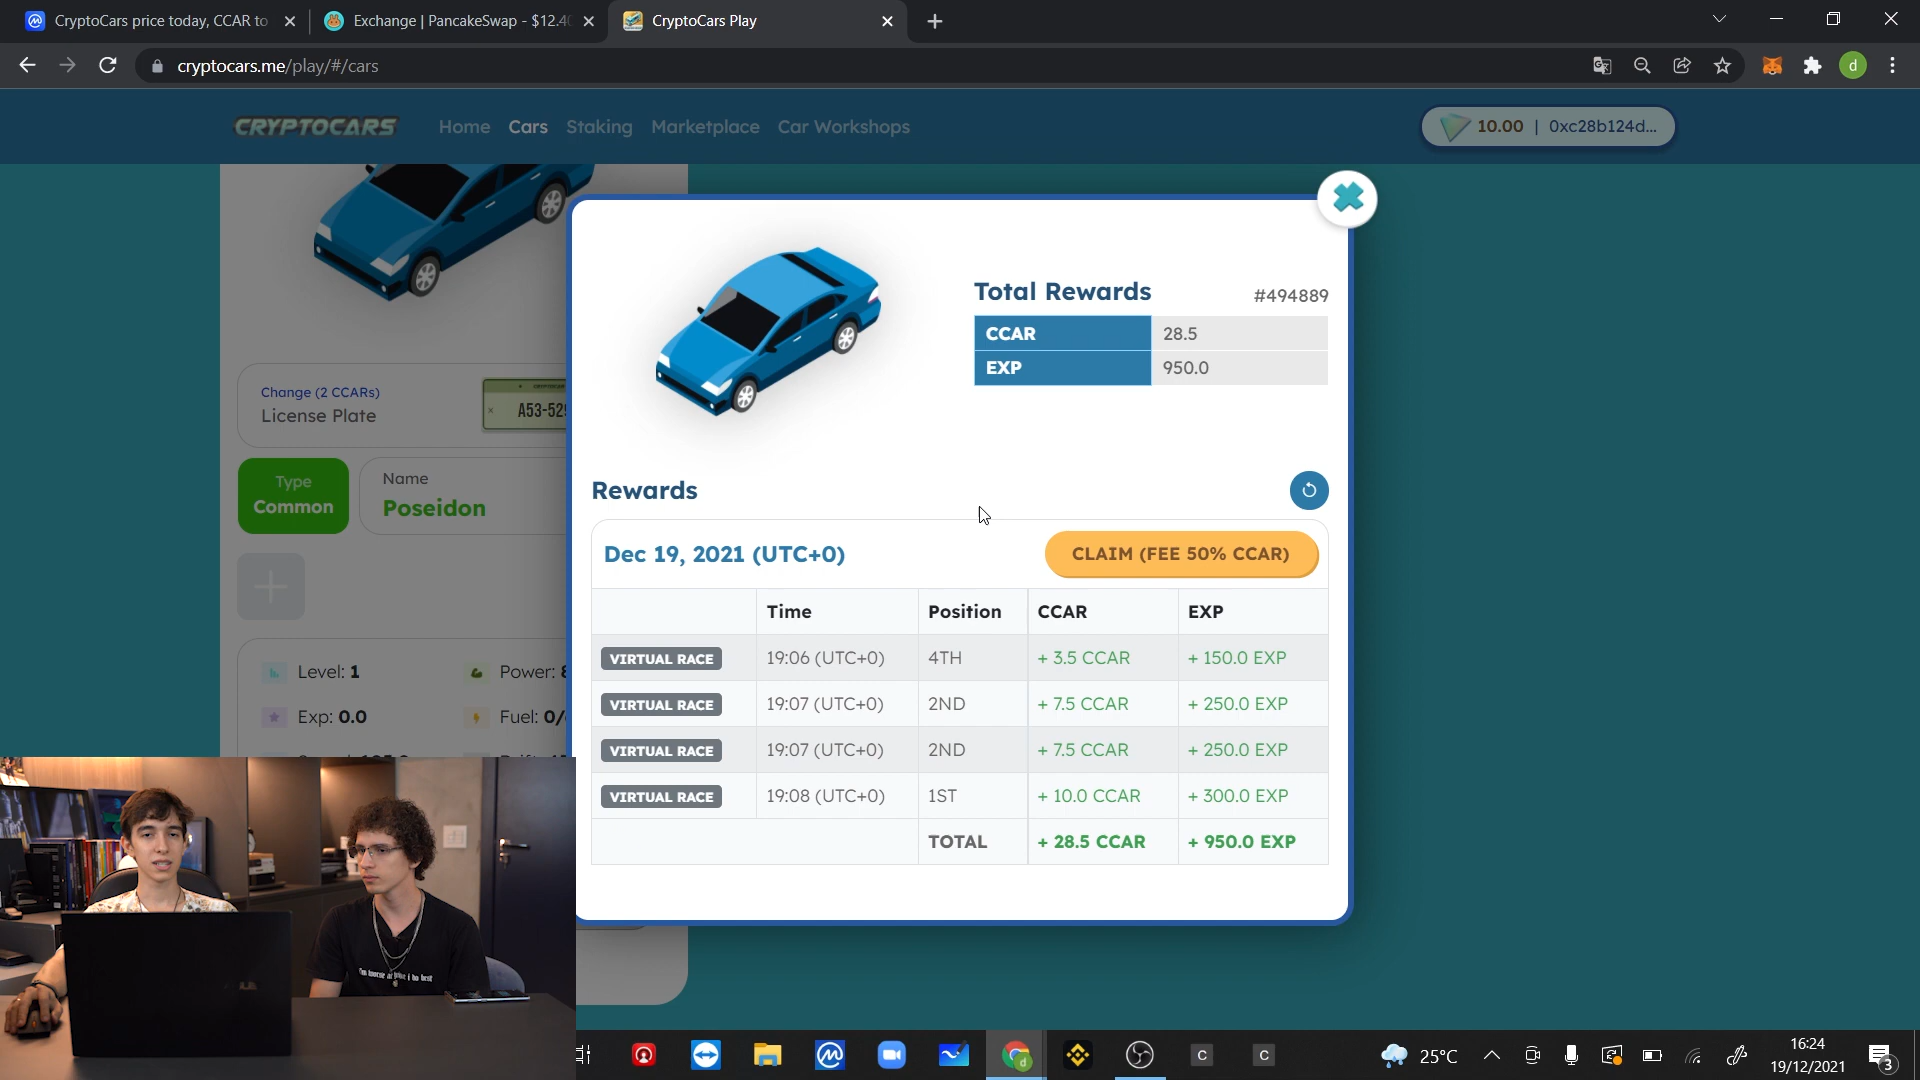 CryptoCars price today, CCAR to
Exchange | PancakeSwap - $12.40
CryptoCars Play
cryptocars.me/play/#/cars
d
CRYPTOCARS
Home
Cars
Staking
Marketplace
Car Workshops
10.00 | 0xc28b124d...
Total Rewards
#494889
CCAR 28.5
EXP 950.0
Change (2 CCARs)
License Plate
A53-529
Type
Common
Name
Poseidon
Rewards
Dec 19, 2021 (UTC+0)
CLAIM (FEE 50% CCAR)
Time Position CCAR EXP
VIRTUAL RACE 19:06 (UTC+0) 4TH + 3.5 CCAR + 150.0 EXP
VIRTUAL RACE 19:07 (UTC+0) 2ND + 7.5 CCAR + 250.0 EXP
VIRTUAL RACE 19:07 (UTC+0) 2ND + 7.5 CCAR + 250.0 EXP
VIRTUAL RACE 19:08 (UTC+0) 1ST + 10.0 CCAR + 300.0 EXP
TOTAL + 28.5 CCAR + 950.0 EXP
Level: 1
Power: 8
Exp: 0.0
Fuel: 0/
C
C
25°C
16:24
19/12/2021
3